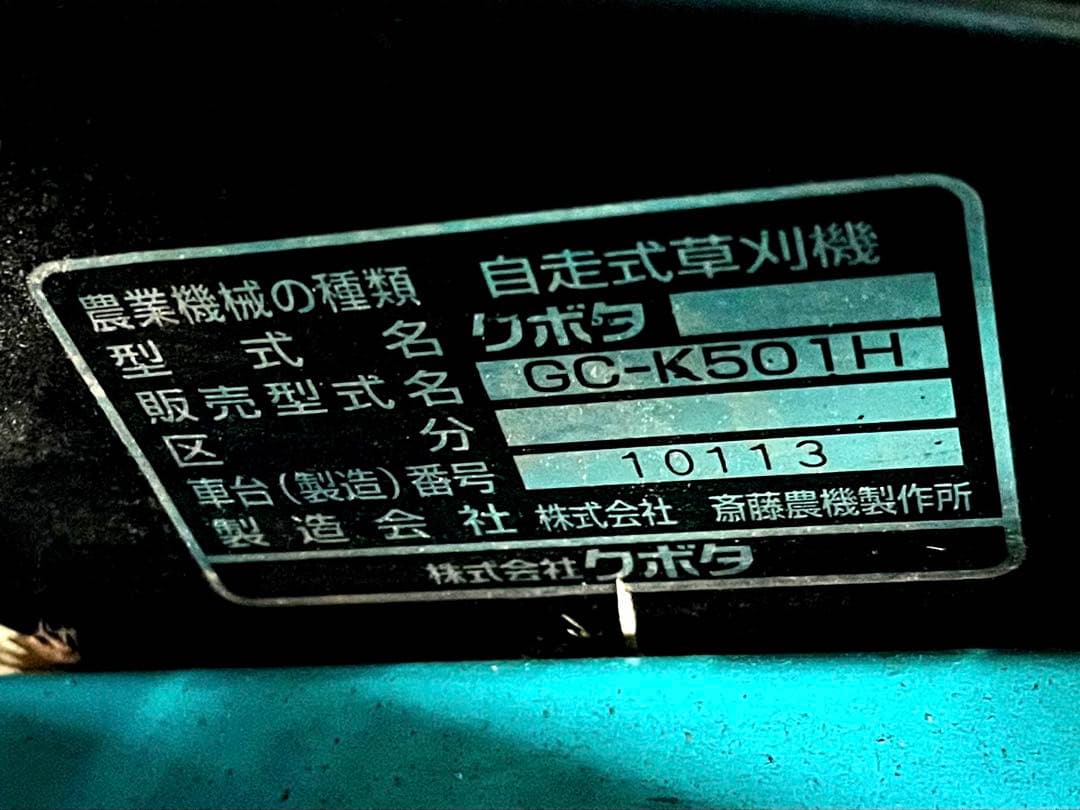 農業機械の種類 自走式草刈機
型式名 クボタ
販売型式名 GC-K501H
区分
車台(製造)番号 10113
製造会社 株式会社 斎藤農機製作所
株式会社クボタ